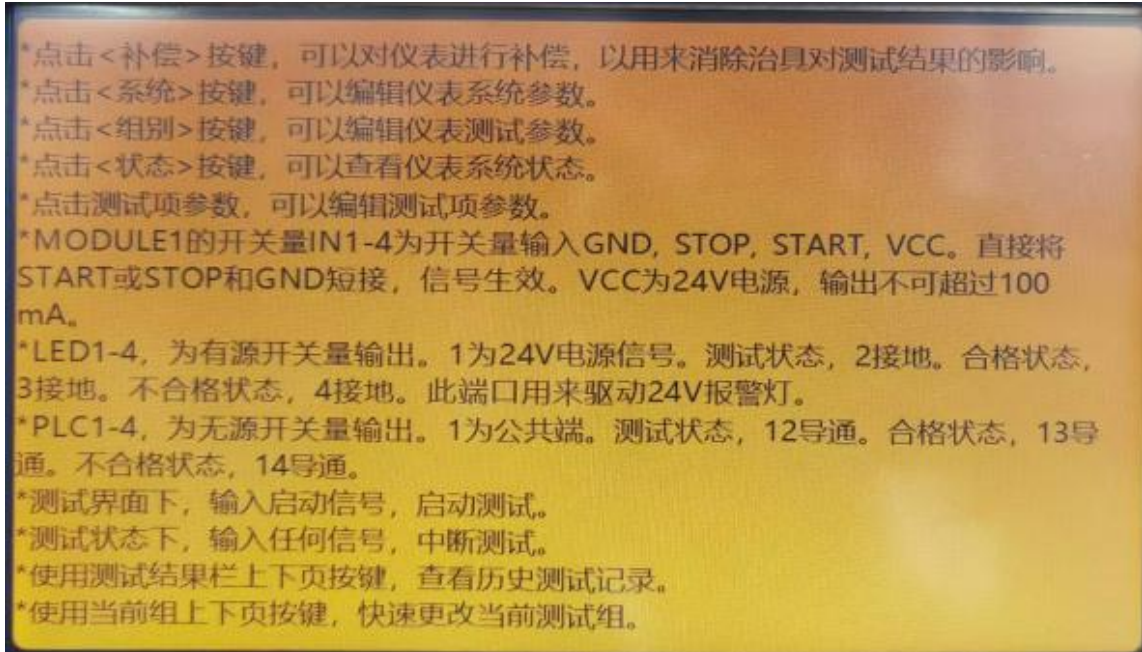 *点击<补偿>按键，可以对仪表进行补偿，以用来消除治具对测试结果的影响。
*点击<系统>按键，可以编辑仪表系统参数。
*点击<组别>按键，可以编辑仪表测试参数。
*点击<状态>按键，可以查看仪表系统状态。
*点击测试项参数，可以编辑测试项参数。
*MODULE1的开关量IN1-4为开关量输入GND, STOP, START, VCC。直接将
START或STOP和GND短接，信号生效。VCC为24V电源，输出不可超过100
mA。
*LED1-4，为有源开关量输出。1为24V电源信号。测试状态，2接地。合格状态，
3接地。不合格状态，4接地。此端口用来驱动24V报警灯。
*PLC1-4，为无源开关量输出。1为公共端。测试状态，12导通。合格状态，13导
通。不合格状态，14导通。
*测试界面下，输入启动信号，启动测试。
*测试状态下，输入任何信号，中断测试。
*使用测试结果栏上下页按键，查看历史测试记录。
*使用当前组上下页按键，快速更改当前测试组。